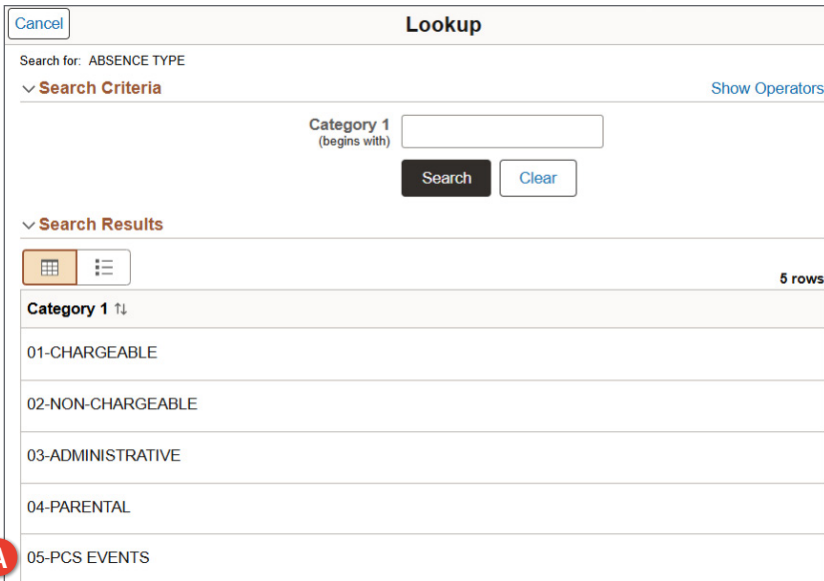 Cancel
Lookup
Search for: ABSENCE TYPE
Search Criteria
Show Operators
Category 1
(begins with)
Search
Clear
Search Results
5 rows
Category 1
01-CHARGEABLE
02-NON-CHARGEABLE
03-ADMINISTRATIVE
04-PARENTAL
A
05-PCS EVENTS